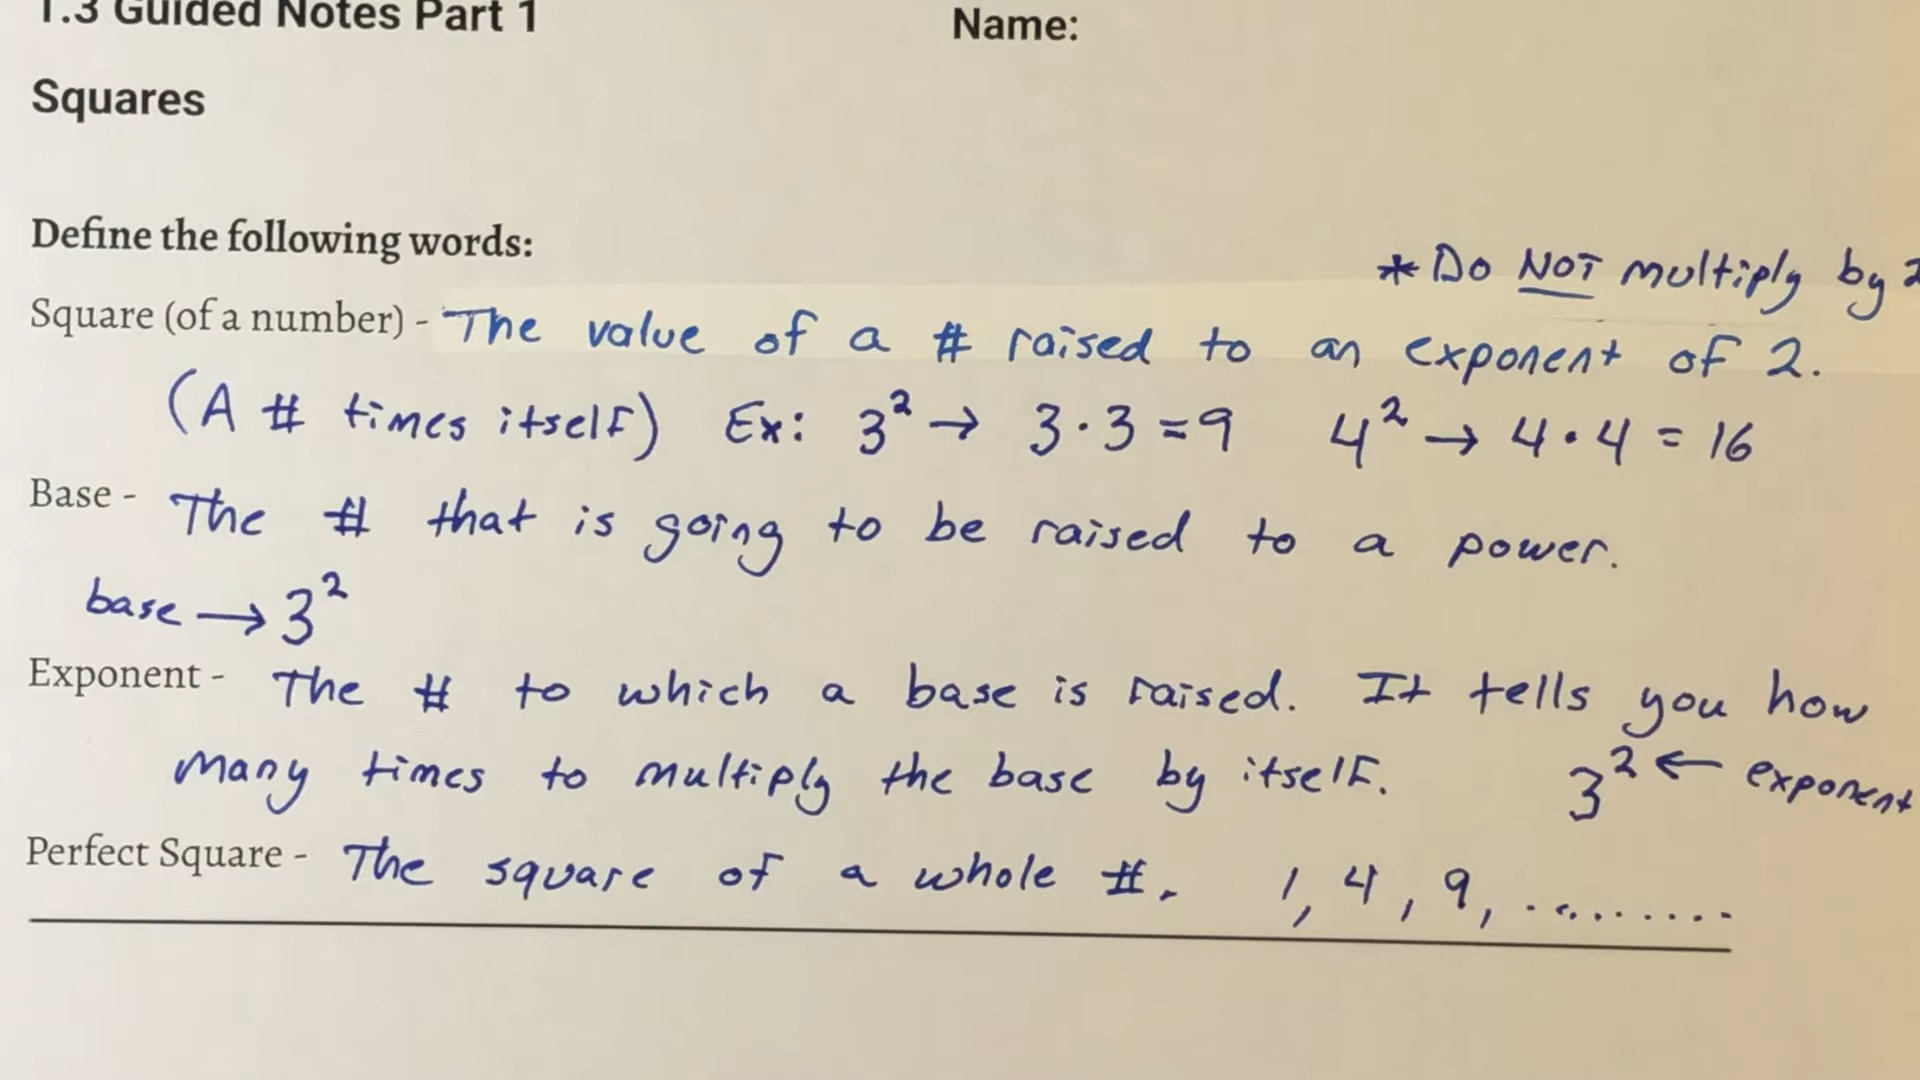 1.3 Guided Notes Part 1
Name:
Squares
Define the following words:
* Do NOT multiply by 2
Square (of a number) - The value of a # raised to an exponent of 2.
(A # times itself) Ex: 3² → 3·3=9 4² → 4·4=16
Base - The # that is going to be raised to a power.
base → 3²
Exponent - The # to which a base is raised. It tells you how
many times to multiply the base by itself. 3² ← exponent
Perfect Square - The square of a whole #. 1, 4, 9, .........